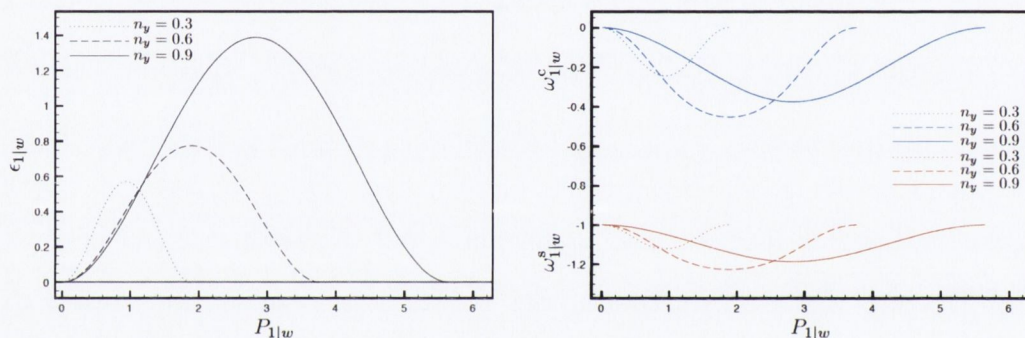 n_y = 0.3
n_y = 0.6
n_y = 0.9
1.4
1.2
1
0.8
0.6
0.4
0.2
0
ϵ_{1|w}
0 1 2 3 4 5 6
P_{1|w}
0
-0.2
-0.4
-0.6
-0.8
-1
-1.2
ω^c_{1|w}
ω^s_{1|w}
n_y = 0.3
n_y = 0.6
n_y = 0.9
n_y = 0.3
n_y = 0.6
n_y = 0.9
0 1 2 3 4 5 6
P_{1|w}